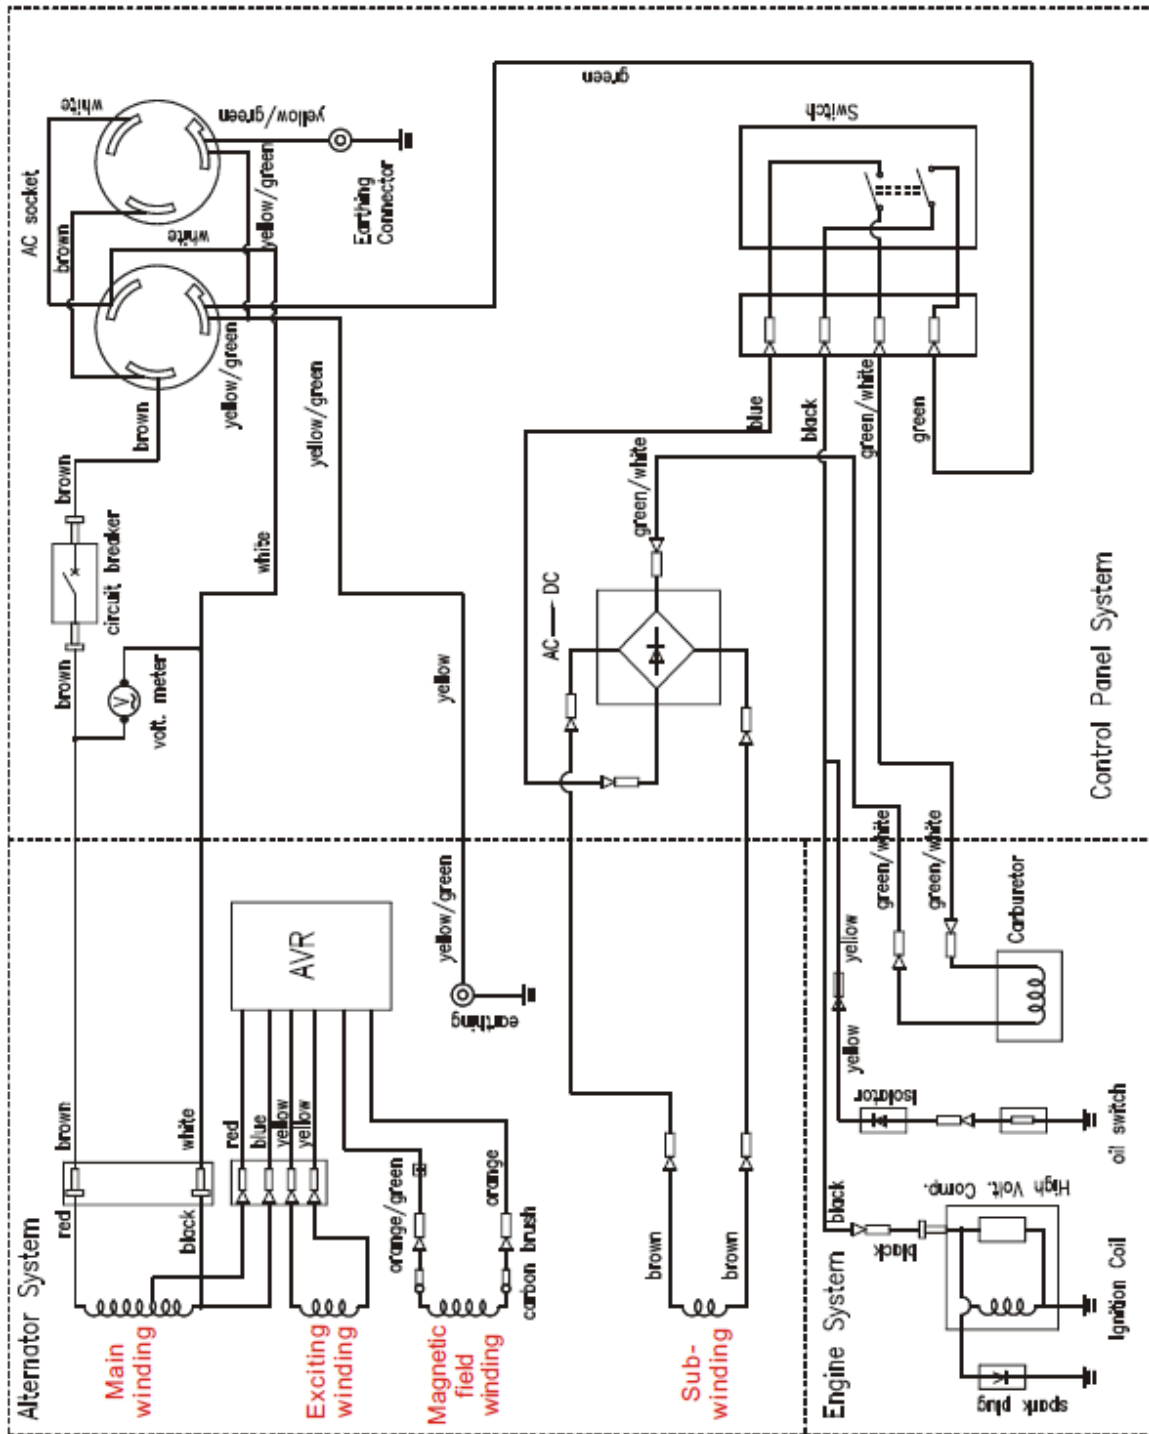 AC socket
white
brown
yellow/green
yellow/green
Earthing
Connector
white
brown
yellow/green
yellow/green
brown
circuit breaker
brown
white
volt. meter
V
yellow
green
Switch
blue
black
green/white
green
green/white
AC — DC
Control Panel System
Alternator System
brown
white
red
black
red
blue
yellow
yellow
AVR
orange/green
orange
carbon brush
yellow/green
earthing
brown
brown
Main
winding
Exciting
winding
Magnetic
field
winding
Sub-
winding
Engine System
green/white
green/white
Carburetor
yellow
yellow
Isolator
oil switch
black
black
High Volt. Comp.
Ignition Coil
spark plug